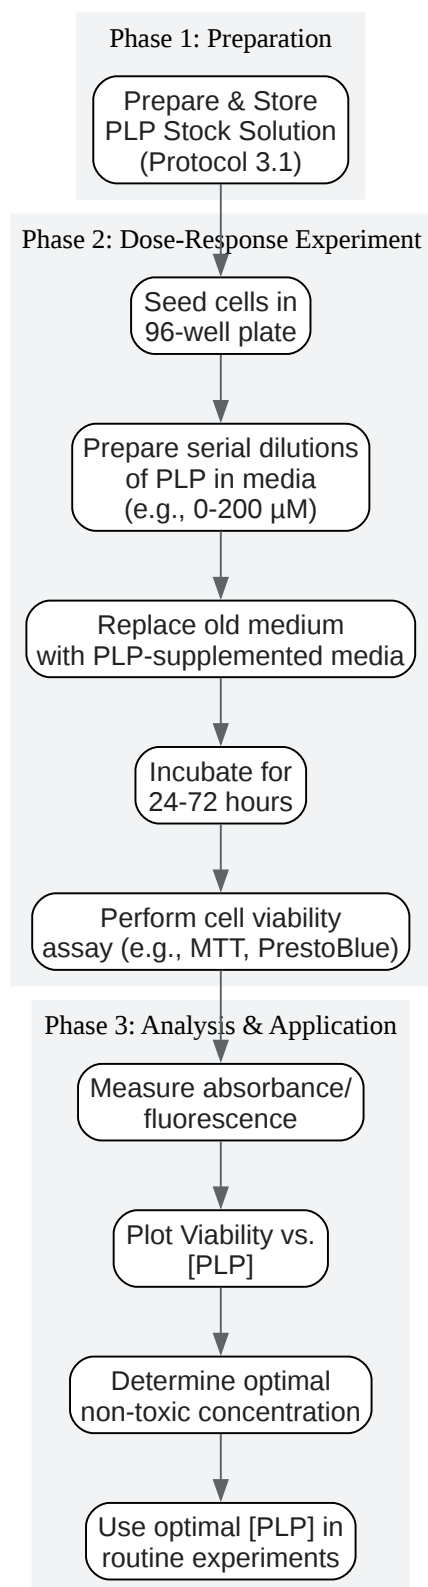 Phase 1: Preparation
Prepare & Store
PLP Stock Solution
(Protocol 3.1)
Phase 2: Dose-Response Experiment
Seed cells in
96-well plate
Prepare serial dilutions
of PLP in media
(e.g., 0-200 µM)
Replace old medium
with PLP-supplemented media
Incubate for
24-72 hours
Perform cell viability
assay (e.g., MTT, PrestoBlue)
Phase 3: Analysis & Application
Measure absorbance/
fluorescence
Plot Viability vs.
[PLP]
Determine optimal
non-toxic concentration
Use optimal [PLP] in
routine experiments